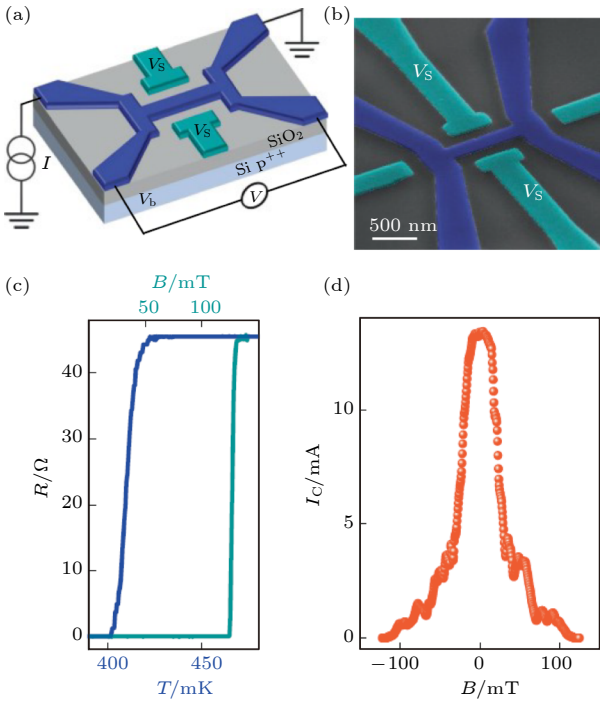 (a)
V_S
V_S
SiO₂
Si p⁺⁺
I
V_b
V
(b)
V_S
V_S
500 nm
(c)
B/mT
50 100
40
30
20
10
0
R/Ω
400 450
T/mK
(d)
10
5
0
I_C/mA
−100 0 100
B/mT